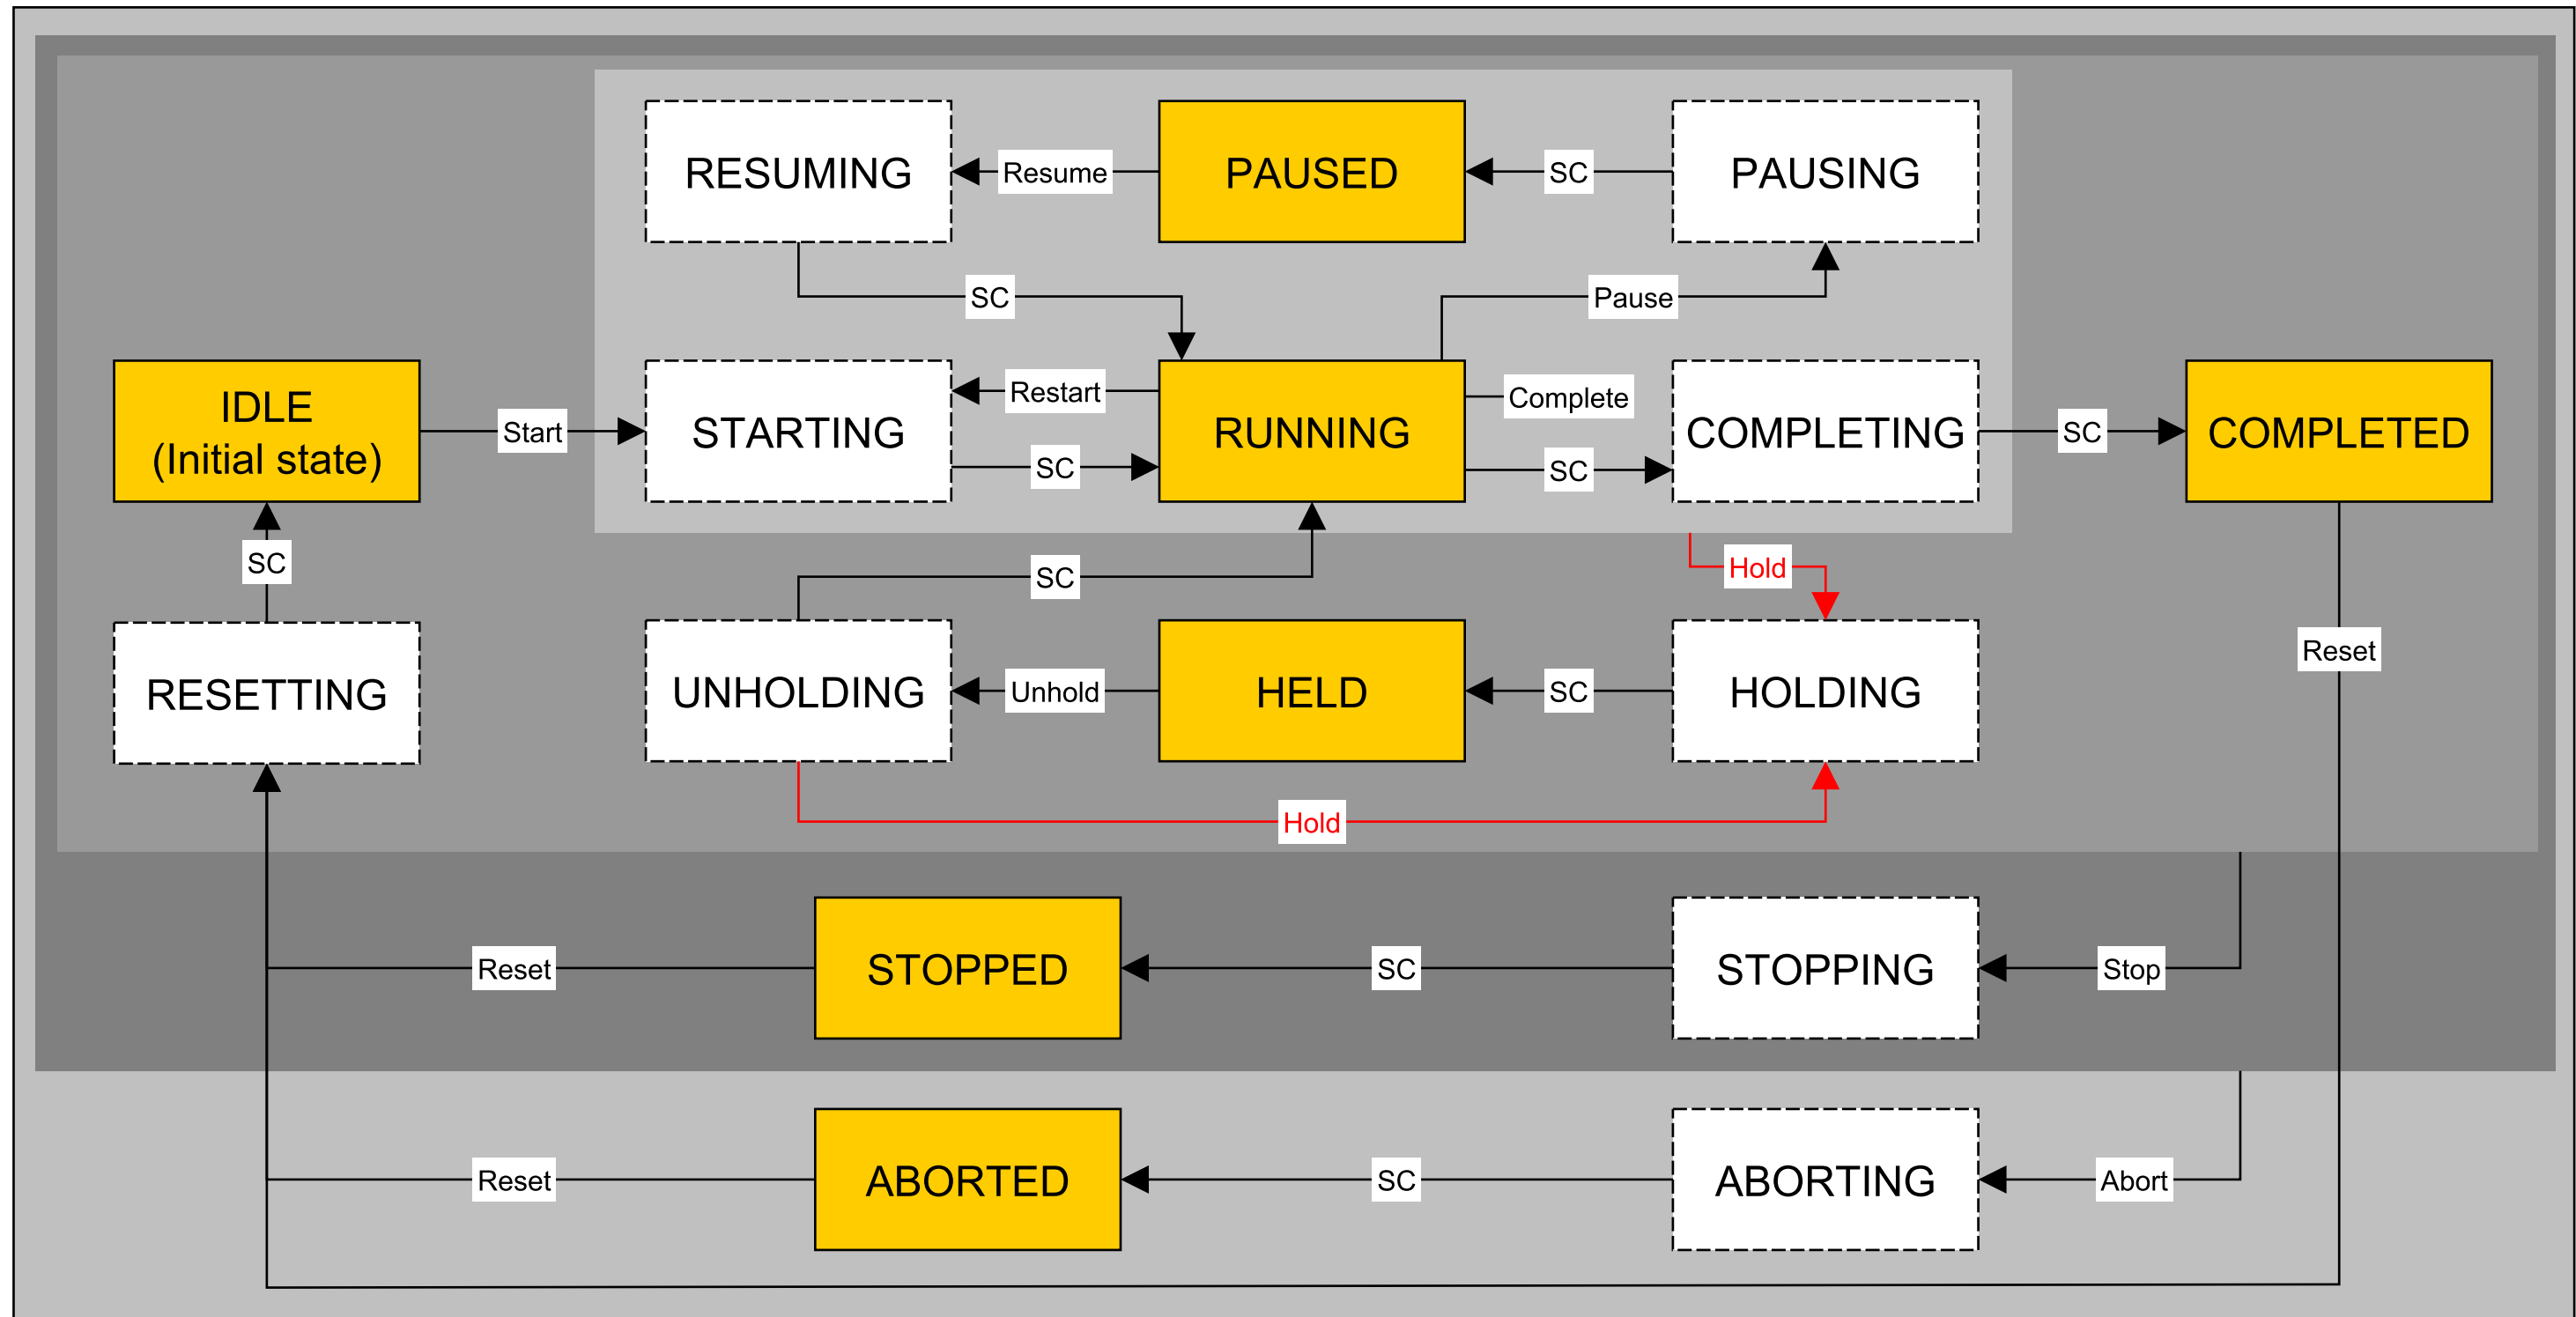 RESUMING
Resume
PAUSED
SC
PAUSING
SC
Pause
IDLE
(Initial state)
Start
STARTING
Restart
SC
RUNNING
Complete
SC
COMPLETING
SC
COMPLETED
SC
SC
Hold
RESETTING
UNHOLDING
Unhold
HELD
SC
HOLDING
Reset
Hold
Reset
STOPPED
SC
STOPPING
Stop
Reset
ABORTED
SC
ABORTING
Abort